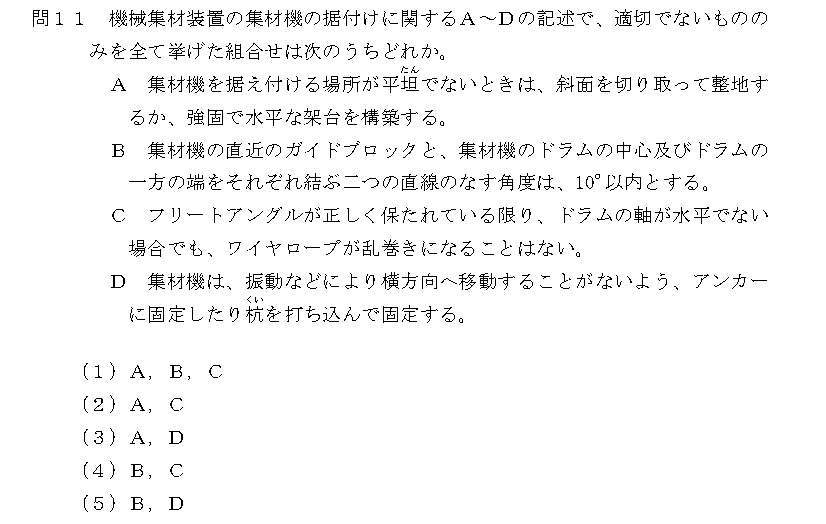 問１１　機械集材装置の集材機の据付けに関するＡ～Ｄの記述で、適切でないものの
みを全て挙げた組合せは次のうちどれか。
Ａ　集材機を据え付ける場所が平坦たんでないときは、斜面を切り取って整地す
るか、強固で水平な架台を構築する。
Ｂ　集材機の直近のガイドブロックと、集材機のドラムの中心及びドラムの
一方の端をそれぞれ結ぶ二つの直線のなす角度は、10°以内とする。
Ｃ　フリートアングルが正しく保たれている限り、ドラムの軸が水平でない
場合でも、ワイヤロープが乱巻きになることはない。
Ｄ　集材機は、振動などにより横方向へ移動することがないよう、アンカー
に固定したり杭くいを打ち込んで固定する。
（１）Ａ，Ｂ，Ｃ
（２）Ａ，Ｃ
（３）Ａ，Ｄ
（４）Ｂ，Ｃ
（５）Ｂ，Ｄ